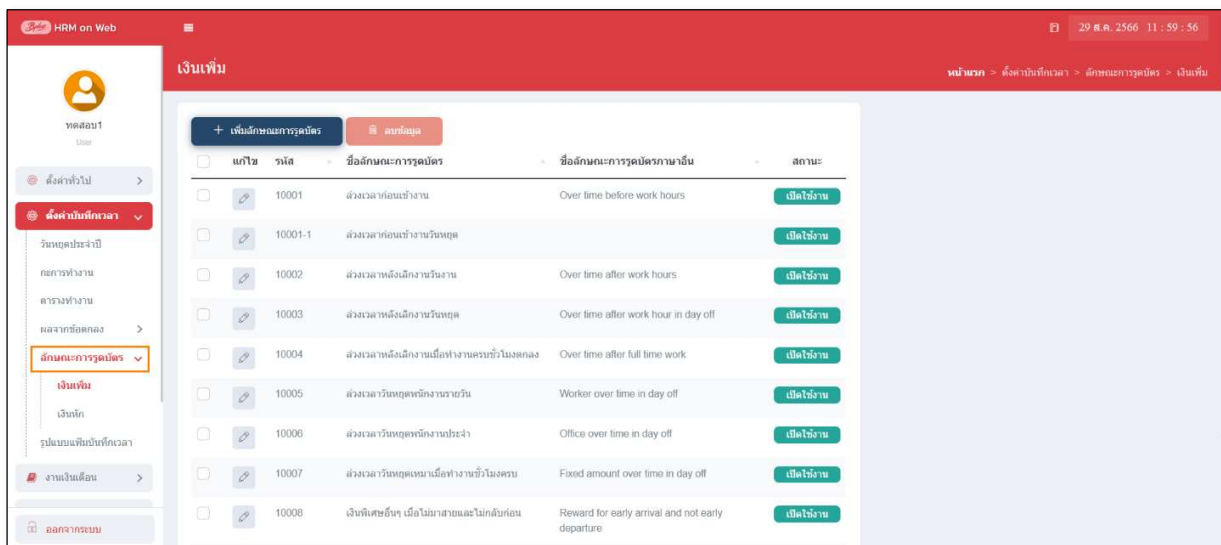 HRM on Web
29 ส.ค. 2566 11 : 59 : 56
เงินเพิ่ม
หน้าแรก > ตั้งค่าบันทึกเวลา > ลักษณะการรูดบัตร > เงินเพิ่ม
ทดสอบ1
User
ตั้งค่าทั่วไป >
ตั้งค่าบันทึกเวลา
วันหยุดประจำปี
กะการทำงาน
ตารางทำงาน
ผลจากข้อตกลง >
ลักษณะการรูดบัตร
เงินเพิ่ม
เงินหัก
รูปแบบแฟ้มบันทึกเวลา
งานเงินเดือน >
ออกจากระบบ
+ เพิ่มลักษณะการรูดบัตร ลบข้อมูล
แก้ไข รหัส ชื่อลักษณะการรูดบัตร ชื่อลักษณะการรูดบัตรภาษาอื่น สถานะ
10001 ล่วงเวลาก่อนเข้างาน Over time before work hours เปิดใช้งาน
10001-1 ล่วงเวลาก่อนเข้างานวันหยุด เปิดใช้งาน
10002 ล่วงเวลาหลังเลิกงานวันงาน Over time after work hours เปิดใช้งาน
10003 ล่วงเวลาหลังเลิกงานวันหยุด Over time after work hour in day off เปิดใช้งาน
10004 ล่วงเวลาหลังเลิกงานเมื่อทำงานครบชั่วโมงตกลง Over time after full time work เปิดใช้งาน
10005 ล่วงเวลาวันหยุดพนักงานรายวัน Worker over time in day off เปิดใช้งาน
10006 ล่วงเวลาวันหยุดพนักงานประจำ Office over time in day off เปิดใช้งาน
10007 ล่วงเวลาวันหยุดเหมาเมื่อทำงานชั่วโมงครบ Fixed amount over time in day off เปิดใช้งาน
10008 เงินพิเศษอื่นๆ เมื่อไม่มาสายและไม่กลับก่อน Reward for early arrival and not early เปิดใช้งาน
departure